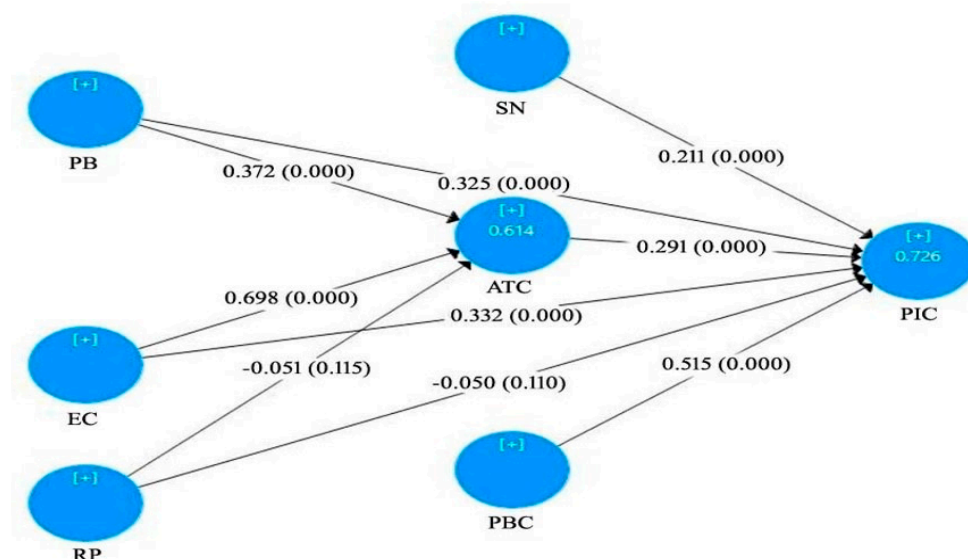 [+]
SN
[+]
PB
0.211 (0.000)
0.372 (0.000)
0.325 (0.000)
[+]
0.614
ATC
0.291 (0.000)
[+]
0.726
PIC
0.698 (0.000)
0.332 (0.000)
[+]
EC
-0.051 (0.115)
-0.050 (0.110)
0.515 (0.000)
[+]
PBC
[+]
RP